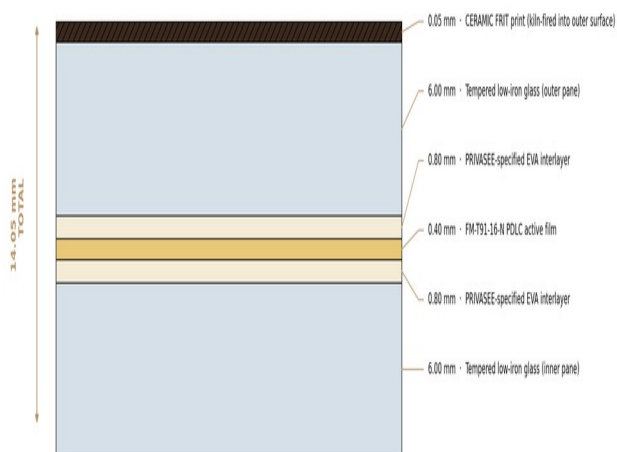 0.05 mm · CERAMIC FRIT print (kiln-fired into outer surface)
6.00 mm · Tempered low-iron glass (outer pane)
0.80 mm · PRIVASEE-specified EVA interlayer
14.05 mm
TOTAL
0.40 mm · FM-T91-16-N PDLC active film
0.80 mm · PRIVASEE-specified EVA interlayer
6.00 mm · Tempered low-iron glass (inner pane)